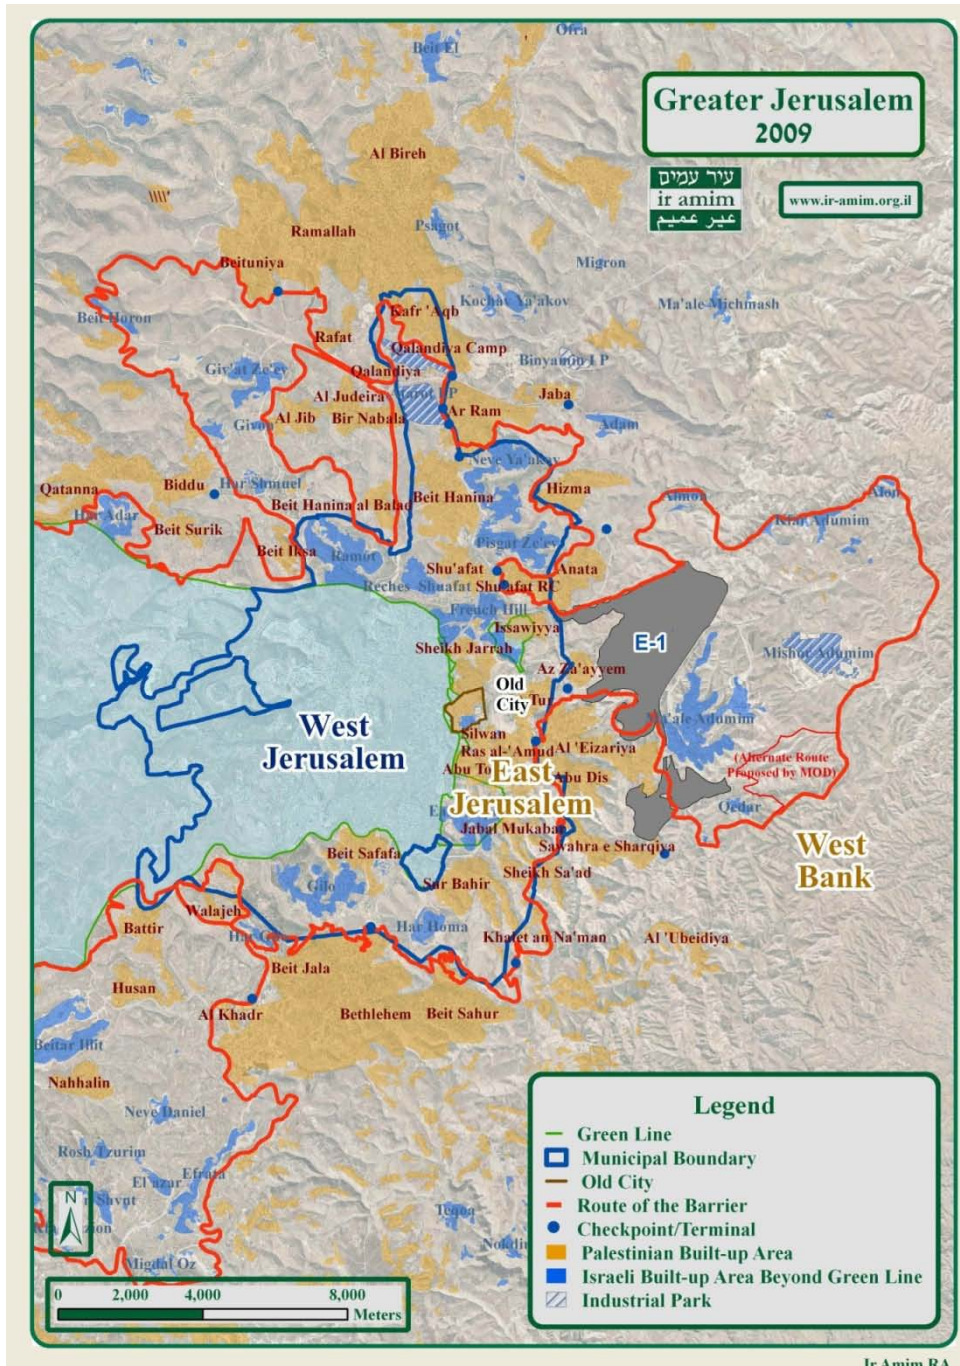 Ofra
Beit El
Greater Jerusalem
2009
Al Bireh
עיר עמים
ir amim
عير عميم
www.ir-amim.org.il
Psagot
Ramallah
Beituniya
Migron
Kochav Ya'akov
Ma'ale Michmash
Beit Horon
Kafr 'Aqb
Rafat
Qalandiya Camp
Binyamin I P
Giv'at Ze'ev
Qalandiya
Al Judeira
Jaba
Ar Ram
Al Jib
Bir Nabala
Givon
Adam
Neve Ya'akov
Qatanna
Biddu
Har Shmuel
Hizma
Beit Hanina
Beit Hanina al Balad
Har Adar
Almon
Alon
Beit Surik
Kfar Adumim
Beit Iksa
Ramot
Pisgat Ze'ev
Shu'afat
Anata
Reches Shuafat
Shu'afat RC
French Hill
Issawiyya
E-1
Sheikh Jarrah
Mishor Adumim
Az Za'ayyem
Old
City
Tur
West
Jerusalem
Silwan
Ma'ale Adumim
Ras al-'Amud
Al 'Eizariya
(Alternate Route
Proposed by MOD)
East
Jerusalem
Abu Dis
Qedar
Jabal Mukabar
Beit Safafa
Sawahra e Sharqiya
West
Bank
Sheikh Sa'ad
Gilo
Sur Bahir
Walajeh
Battir
Har Homa
Khalet an Na'man
Al 'Ubeidiya
Beit Jala
Husan
Al Khadr
Bethlehem
Beit Sahur
Beitar Illit
Nahhalin
Neve Daniel
Rosh Tzurim
El'azar
Efrata
Teqoa
Migdal Oz
N
0
2,000
4,000
8,000
Meters
Legend
Green Line
Municipal Boundary
Old City
Route of the Barrier
Checkpoint/Terminal
Palestinian Built-up Area
Israeli Built-up Area Beyond Green Line
Industrial Park
Ir Amim RA